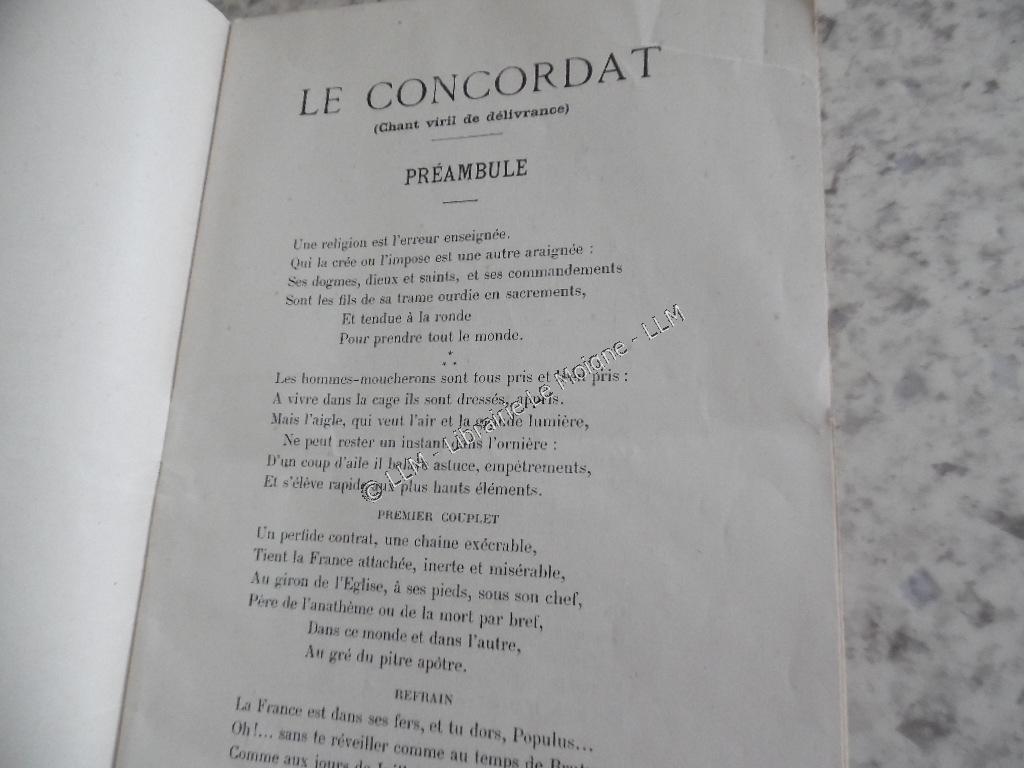 LE CONCORDAT
(Chant viril de délivrance)
PRÉAMBULE
Une religion est l'erreur enseignée.
Qui la crée ou l'impose est une autre araignée :
Ses dogmes, dieux et saints, et ses commandements
Sont les fils de sa trame ourdie en sacrements,
Et tendue à la ronde
Pour prendre tout le monde.
Les hommes-moucherons sont tous pris et bien pris :
A vivre dans la cage ils sont dressés, appris.
Mais l'aigle, qui veut l'air et la grande lumière,
Ne peut rester un instant dans l'ornière :
D'un coup d'aile il balaie astuce, empêtrements,
Et s'élève rapide aux plus hauts éléments.
PREMIER COUPLET
Un perfide contrat, une chaine exécrable,
Tient la France attachée, inerte et misérable,
Au giron de l'Eglise, à ses pieds, sous son chef,
Père de l'anathème ou de la mort par bref,
Dans ce monde et dans l'autre,
Au gré du pitre apôtre.
REFRAIN
La France est dans ses fers, et tu dors, Populus...
Oh !... sans te réveiller comme au temps de
Comme aux jours de
© LLM - Librairie Le Moigne - LLM